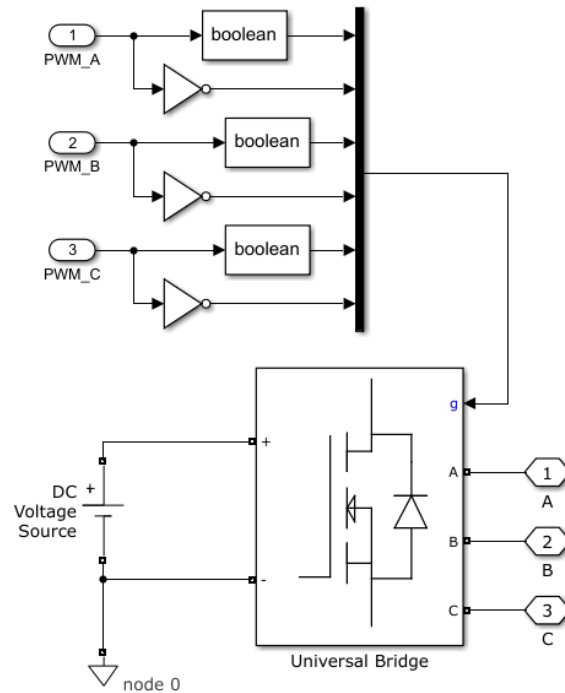 1
boolean
PWM_A
2
boolean
PWM_B
3
boolean
PWM_C
g
+
A
1
A
DC
Voltage
Source
+
B
2
B
-
C
3
C
Universal Bridge
node 0